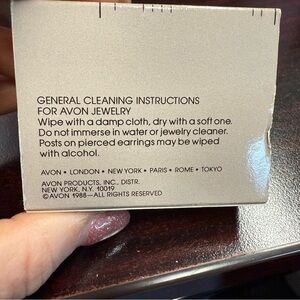 GENERAL CLEANING INSTRUCTIONS
FOR AVON JEWELRY
Wipe with a damp cloth, dry with a soft one.
Do not immerse in water or jewelry cleaner.
Posts on pierced earrings may be wiped
with alcohol.
AVON • LONDON • NEW YORK • PARIS • ROME • TOKYO
AVON PRODUCTS, INC., DISTR.
NEW YORK, N.Y. 10019
©AVON 1988—ALL RIGHTS RESERVED